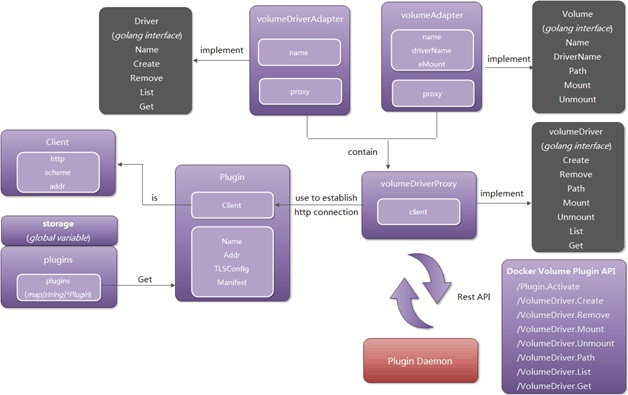 Driver
(golang interface)
Name
Create
Remove
List
Get
implement
volumeDriverAdapter
name
proxy
volumeAdapter
name
driverName
eMount
proxy
implement
Volume
(golang interface)
Name
DriverName
Path
Mount
Unmount
contain
Client
http
scheme
addr
is
Plugin
Client
Name
Addr
TLSConfig
Manifest
use to establish
http connection
volumeDriverProxy
client
implement
volumeDriver
(golang interface)
Create
Remove
Path
Mount
Unmount
List
Get
storage
(global variable)
plugins
plugins
(map[string]*Plugin)
Get
Rest API
Plugin Daemon
Docker Volume Plugin API
/Plugin.Activate
/VolumeDriver.Create
/VolumeDriver.Remove
/VolumeDriver.Mount
/VolumeDriver.Unmount
/VolumeDriver.Path
/VolumeDriver.List
/VolumeDriver.Get